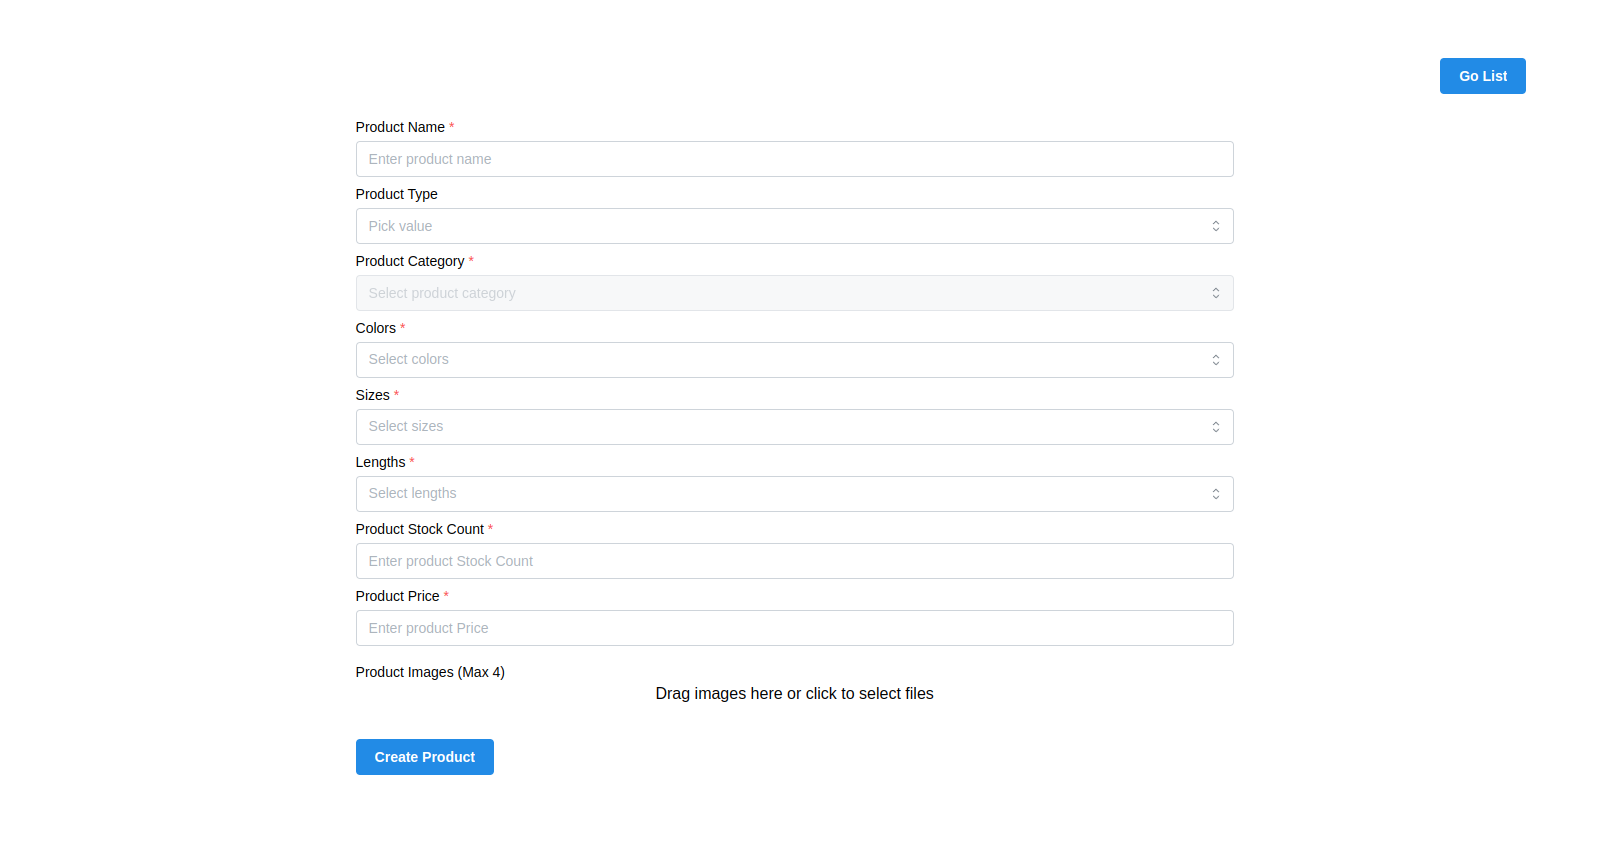 Go List
Product Name *
Enter product name
Product Type
Pick value
Product Category *
Select product category
Colors *
Select colors
Sizes *
Select sizes
Lengths *
Select lengths
Product Stock Count *
Enter product Stock Count
Product Price *
Enter product Price
Product Images (Max 4)
Drag images here or click to select files
Create Product